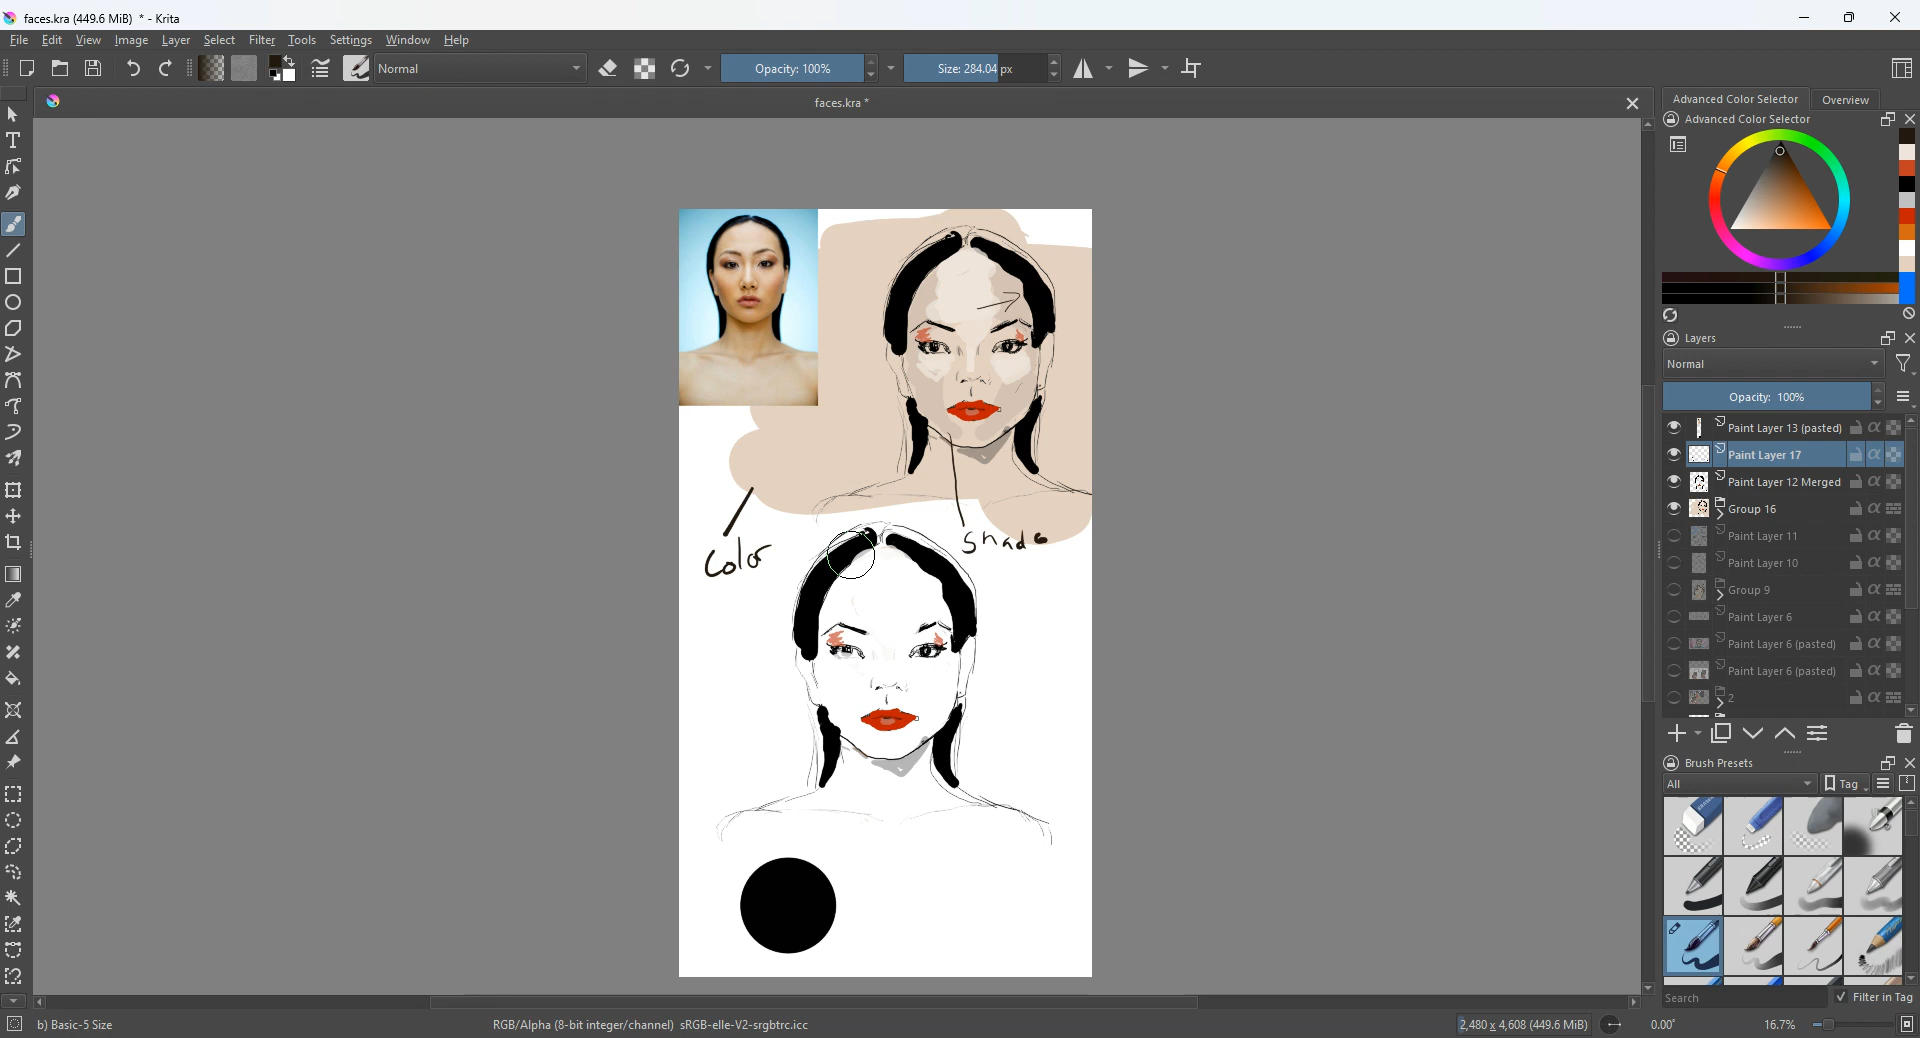 faces.kra (449.6 MiB) * - Krita
File Edit View Image Layer Select Filter Tools Settings Window Help
Normal
Opacity: 100%
Size: 284.04 px
faces.kra *
Advanced Color Selector
Overview
Advanced Color Selector
Layers
Normal
Opacity: 100%
Paint Layer 13 (pasted)
Paint Layer 17
Paint Layer 12 Merged
Group 16
Paint Layer 11
Paint Layer 10
Group 9
Paint Layer 6
Paint Layer 6 (pasted)
Paint Layer 6 (pasted)
2
Color
Shade
Brush Presets
All
Tag
Search
Filter in Tag
b) Basic-5 Size
RGB/Alpha (8-bit integer/channel) sRGB-elle-V2-srgbtrc.icc
2,480 x 4,608 (449.6 MiB)
0.00°
16.7%